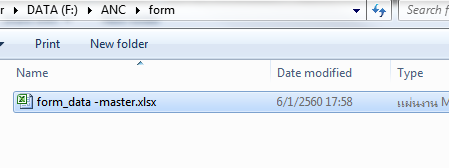 r ▸ DATA (F:) ▸ ANC ▸ form
Search f
Print New folder
Name Date modified Type
form_data -master.xlsx 6/1/2560 17:58 แผ่นงาน M